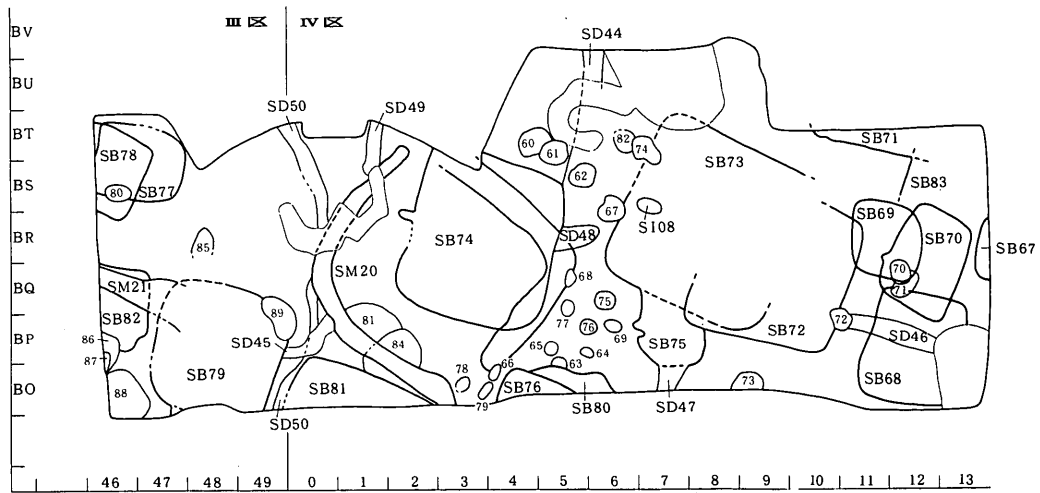 III区 IV区
BV
BU
BT
BS
BR
BQ
BP
BO
SD44
SD50
SD49
SB78
SB77
80
85
60
61
82
74
62
67
S108
SB73
SB71
SB83
SB69
SB70
SB67
SB74
SD48
SM20
SM21
SB82
68
75
77
76
69
70
71
72
SB72
SD46
89
SD45
81
84
86
87
88
SB79
SB81
SD50
65
64
63
66
78
79
SB76
SB75
SB80
SD47
73
SB68
46 47 48 49 0 1 2 3 4 5 6 7 8 9 10 11 12 13